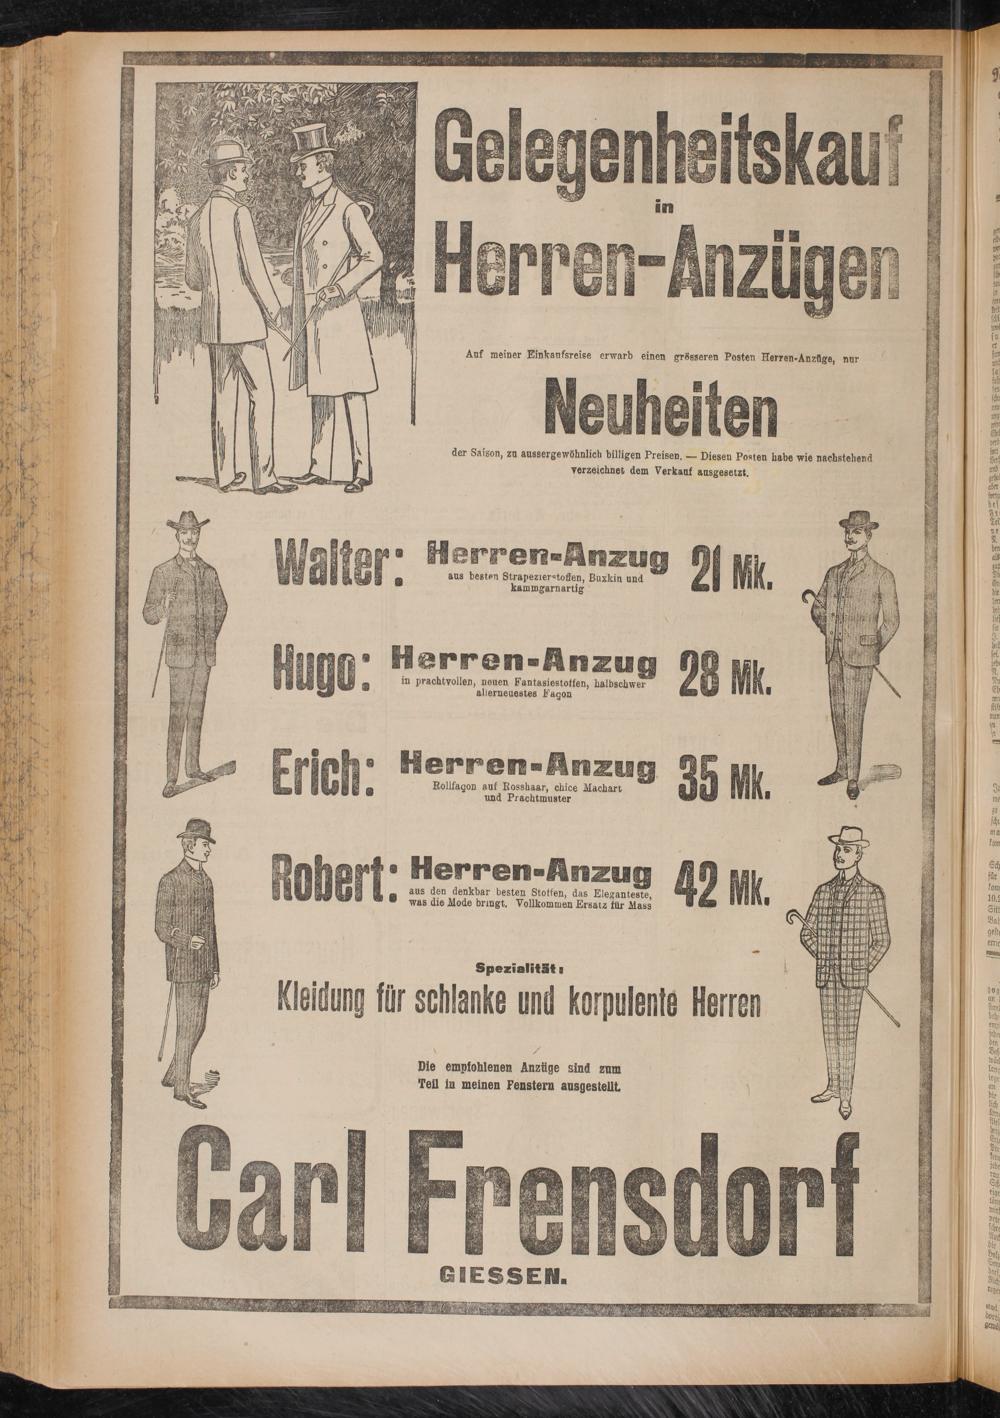 Gelegenheitskauf
in
Herren-Anzügen
Auf meiner Einkaufsreise erwarb einen grösseren Posten Herren-Anzüge, nur
Neuheiten
der Saison, zu aussergewöhnlich billigen Preisen. — Diesen Posten habe wie nachstehend
verzeichnet dem Verkauf ausgesetzt.
Walter: Herren-Anzug 21 Mk.
aus besten Strapezierstoffen, Buxkin und
kammgarnartig
Hugo: Herren-Anzug 28 Mk.
in prachtvollen, neuen Fantasiestoffen, halbschwer
allerneuestes Façon
Erich: Herren-Anzug 35 Mk.
Rollfaçon auf Rosshaar, chice Machart
und Prachtmuster
Robert: Herren-Anzug 42 Mk.
aus den denkbar besten Stoffen, das Eleganteste,
was die Mode bringt. Vollkommen Ersatz für Mass
Spezialität:
Kleidung für schlanke und korpulente Herren
Die empfohlenen Anzüge sind zum
Teil in meinen Fenstern ausgestellt.
Carl Frensdorf
GIESSEN.